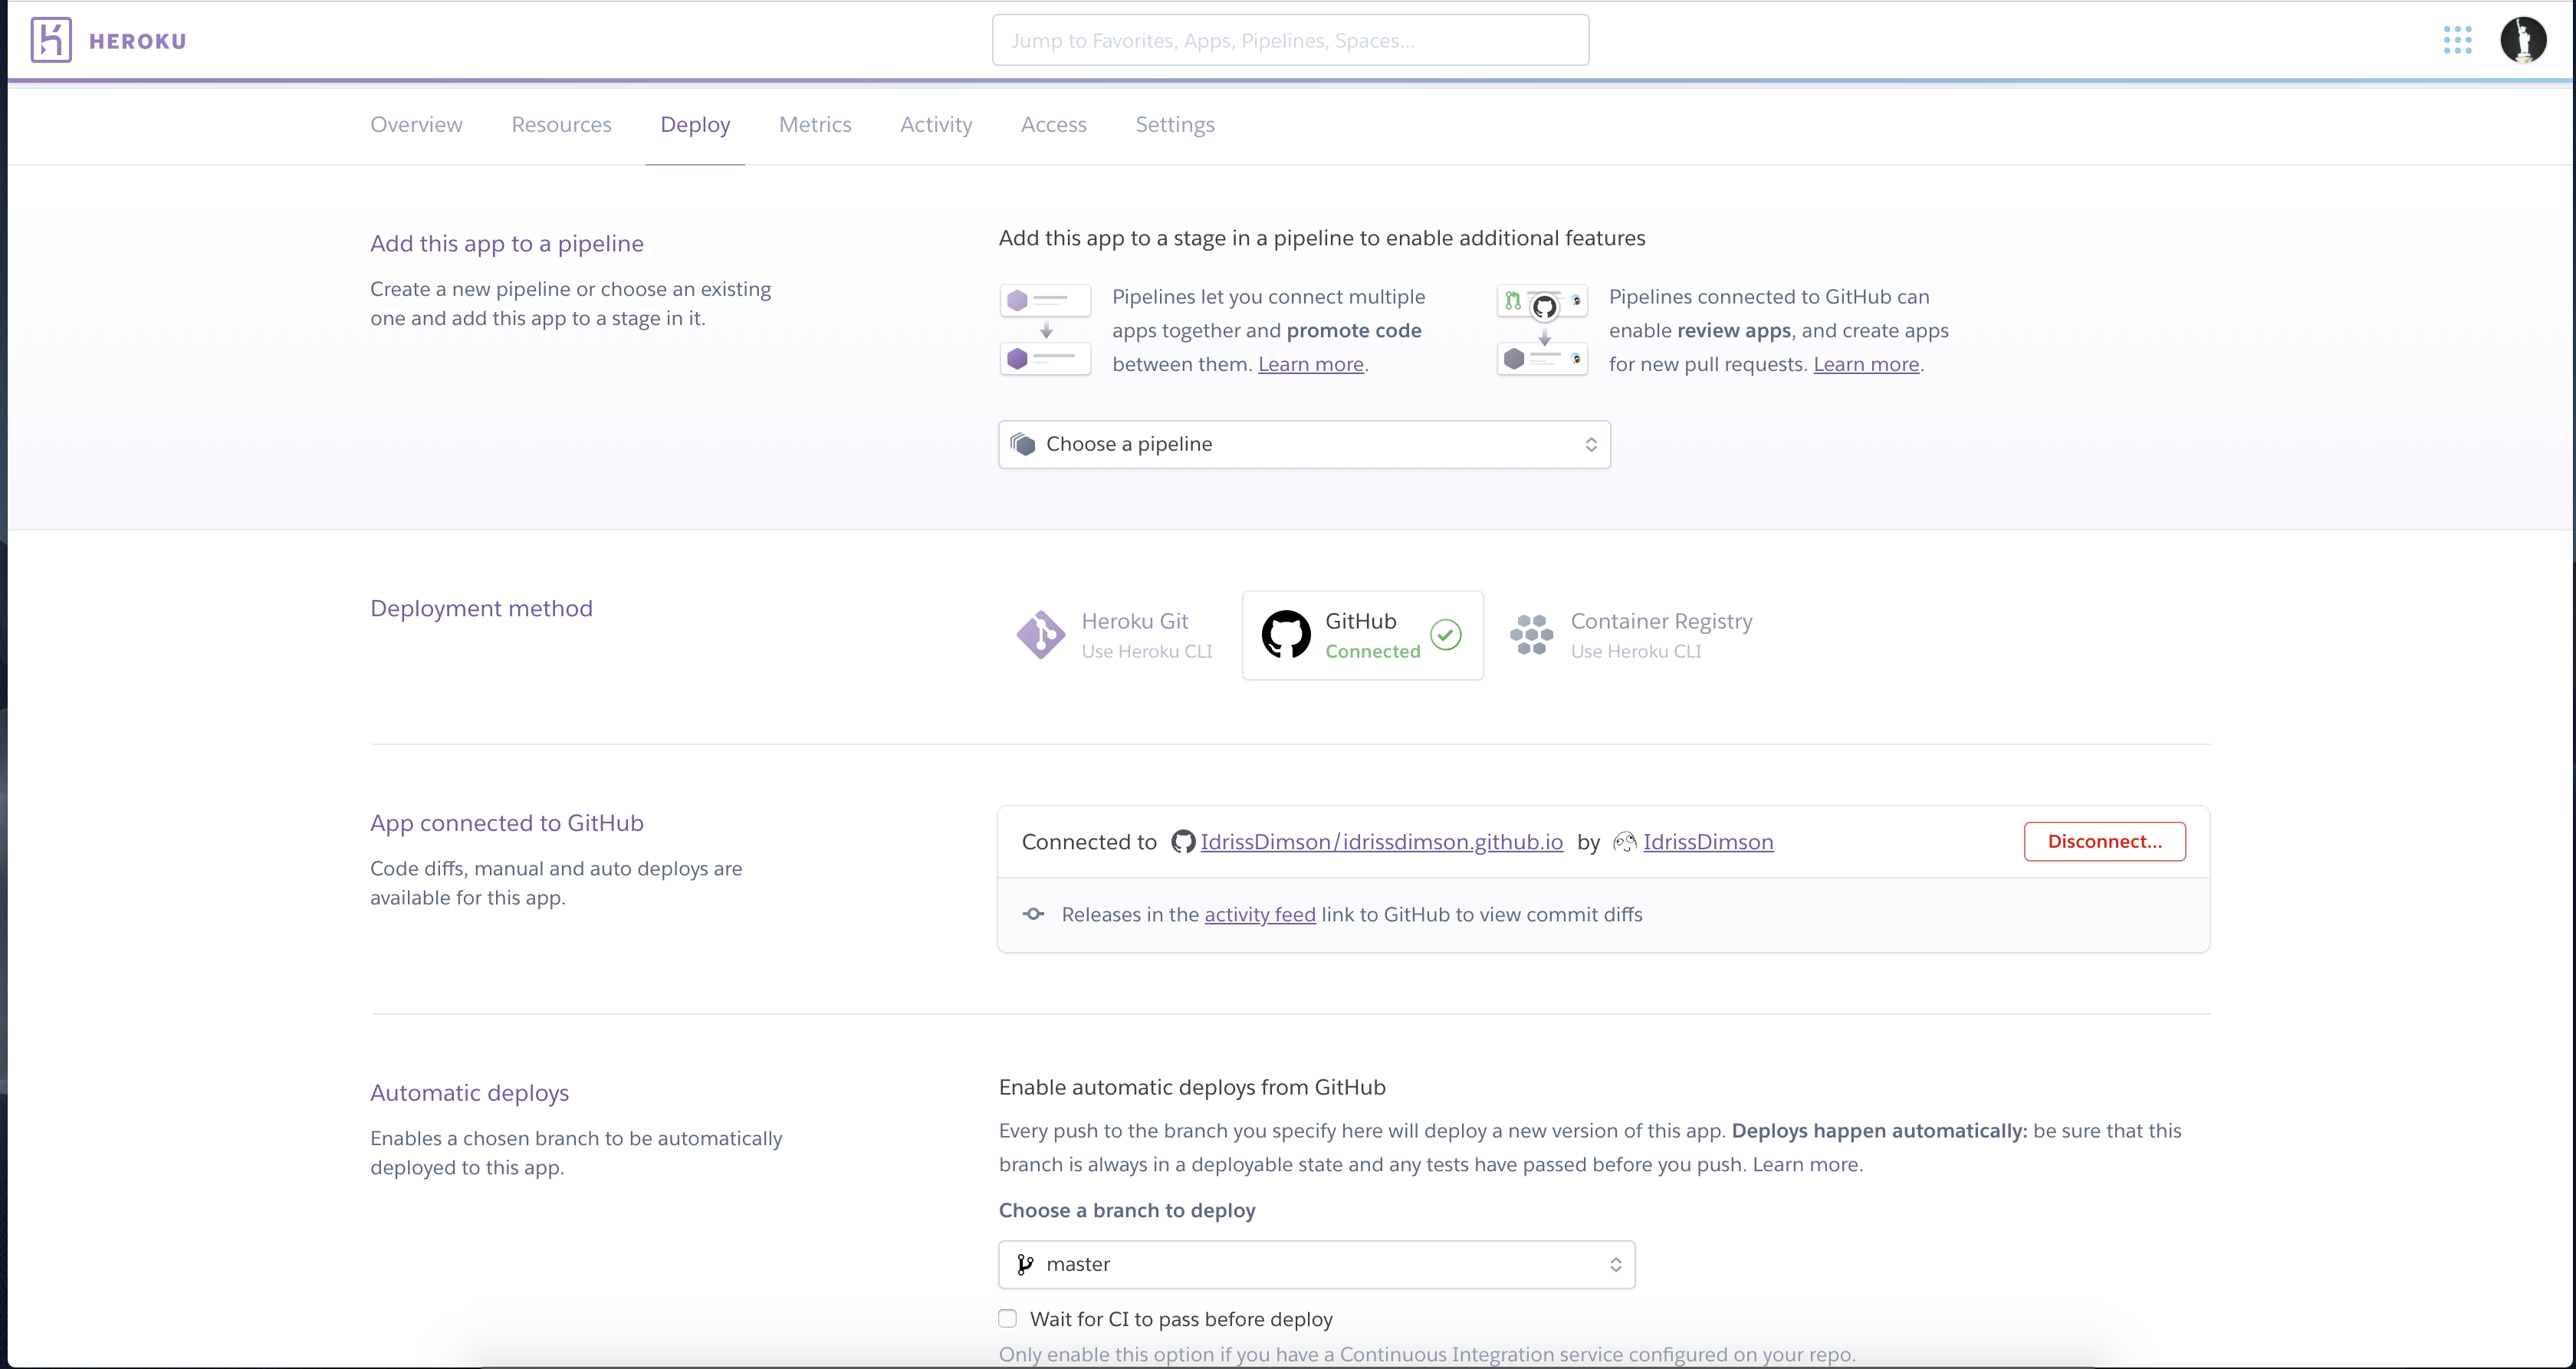 HEROKU
Jump to Favorites, Apps, Pipelines, Spaces...
Overview Resources Deploy Metrics Activity Access Settings
Add this app to a pipeline
Create a new pipeline or choose an existing
one and add this app to a stage in it.
Add this app to a stage in a pipeline to enable additional features
Pipelines let you connect multiple
apps together and promote code
between them. Learn more.
Pipelines connected to GitHub can
enable review apps, and create apps
for new pull requests. Learn more.
Choose a pipeline
Deployment method
Heroku Git
Use Heroku CLI
GitHub
Connected
Container Registry
Use Heroku CLI
App connected to GitHub
Code diffs, manual and auto deploys are
available for this app.
Connected to IdrissDimson/idrissdimson.github.io by IdrissDimson
Disconnect...
Releases in the activity feed link to GitHub to view commit diffs
Automatic deploys
Enables a chosen branch to be automatically
deployed to this app.
Enable automatic deploys from GitHub
Every push to the branch you specify here will deploy a new version of this app. Deploys happen automatically: be sure that this
branch is always in a deployable state and any tests have passed before you push. Learn more.
Choose a branch to deploy
master
Wait for CI to pass before deploy
Only enable this option if you have a Continuous Integration service configured on your repo.